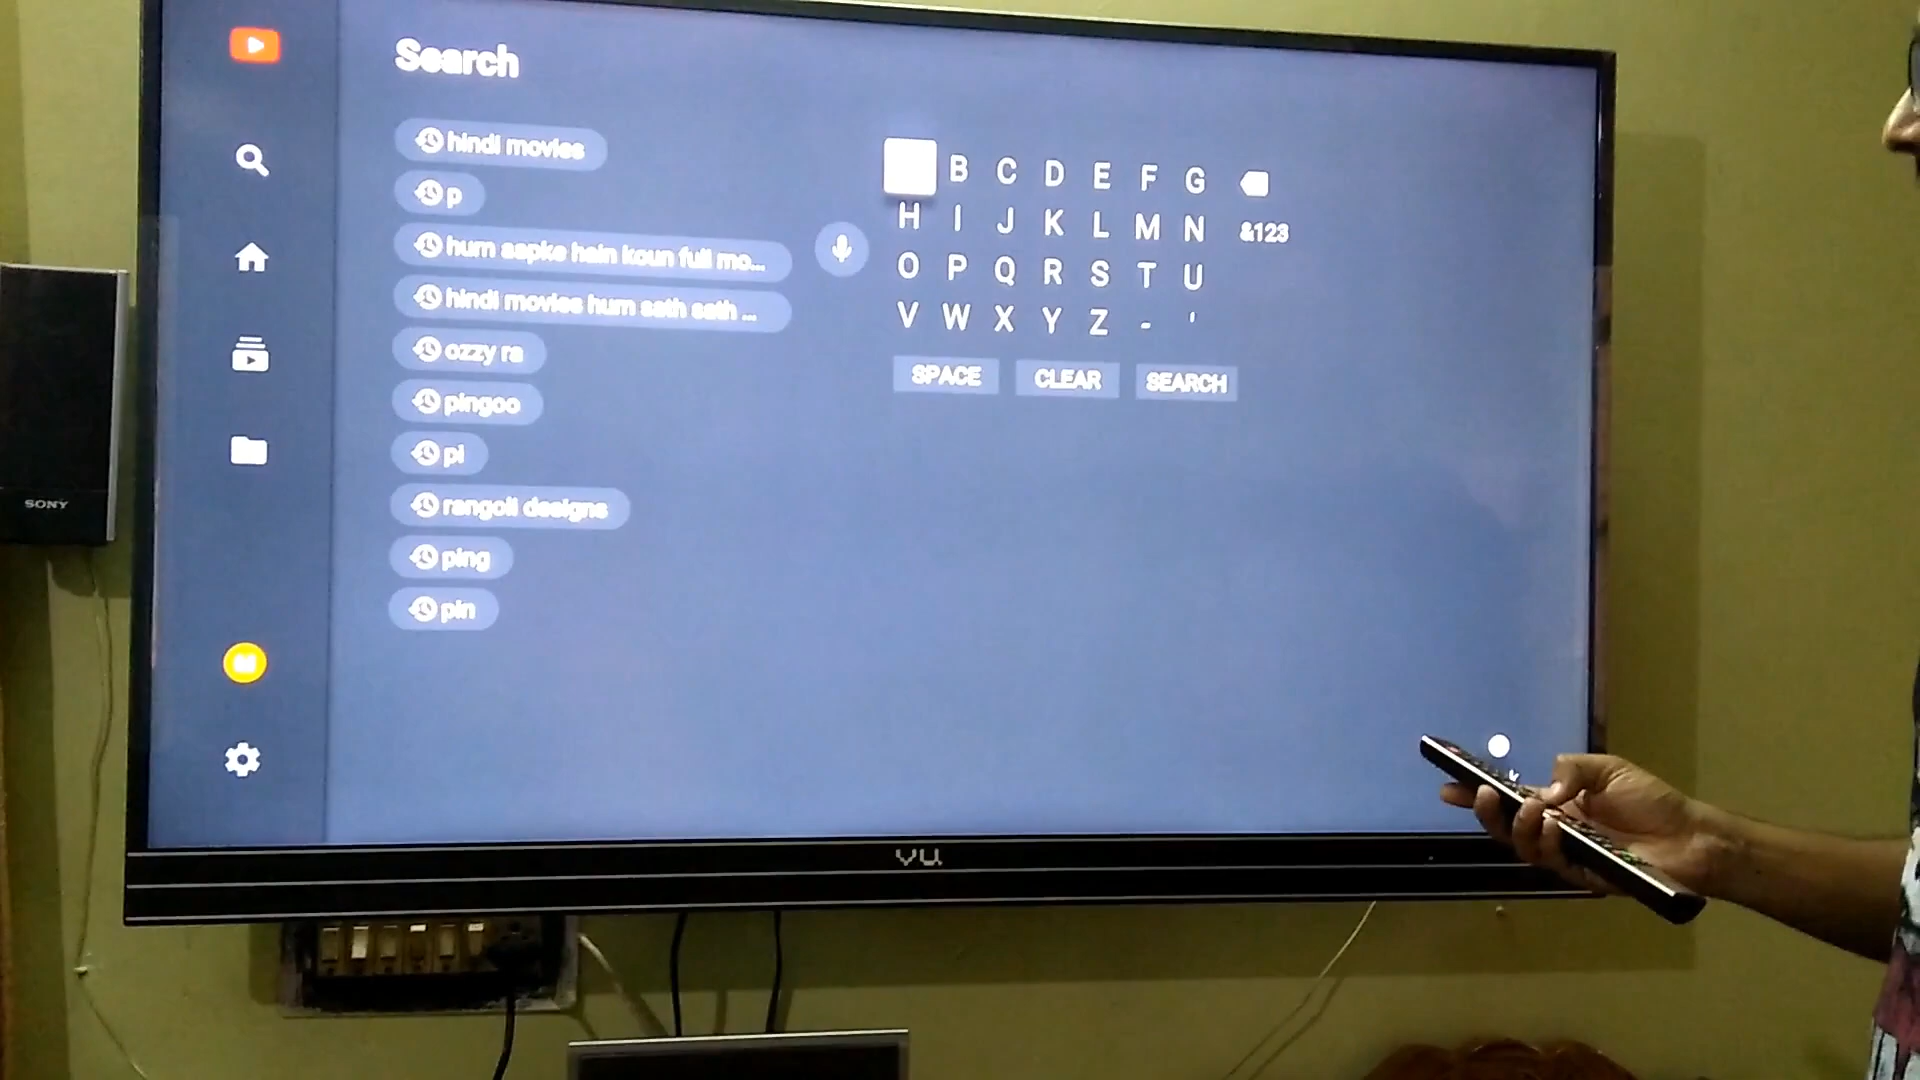 Search
hindi movies
p
hum aapke hain koun full mo...
hindi movies hum sath sath ...
ozzy ra
pingoo
pi
rangoli designs
ping
pin
B C D E F G
H I J K L M N &123
O P Q R S T U
V W X Y Z - '
SPACE CLEAR SEARCH
SONY
vu